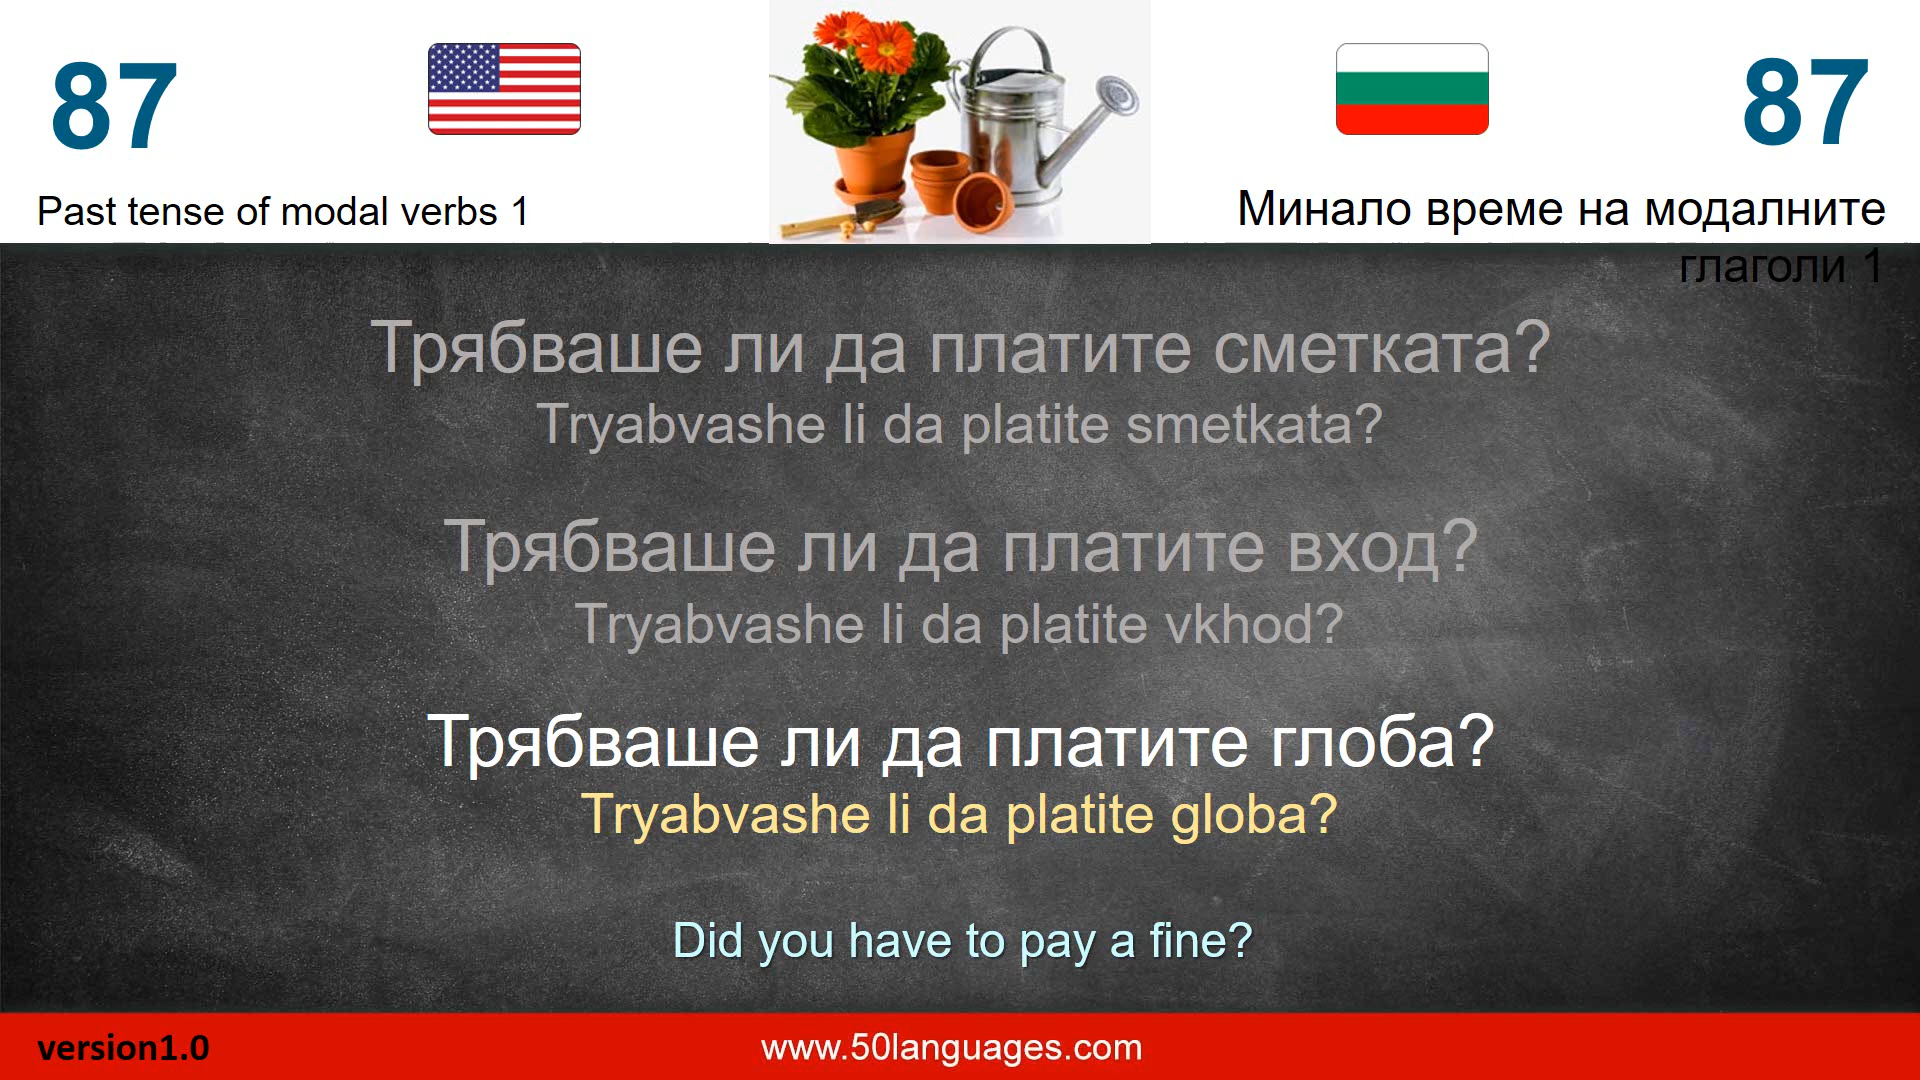 87
87
Past tense of modal verbs 1
Минало време на модалните
глаголи 1
Трябваше ли да платите сметката?
Tryabvashe li da platite smetkata?
Трябваше ли да платите вход?
Tryabvashe li da platite vkhod?
Трябваше ли да платите глоба?
Tryabvashe li da platite globa?
Did you have to pay a fine?
version1.0
www.50languages.com